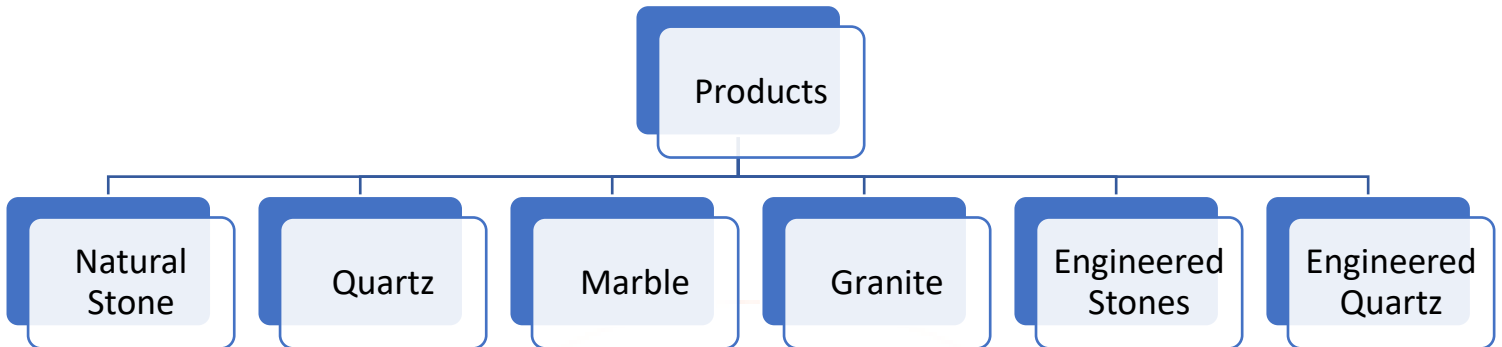 Products
Natural
Stone
Quartz
Marble
Granite
Engineered
Stones
Engineered
Quartz